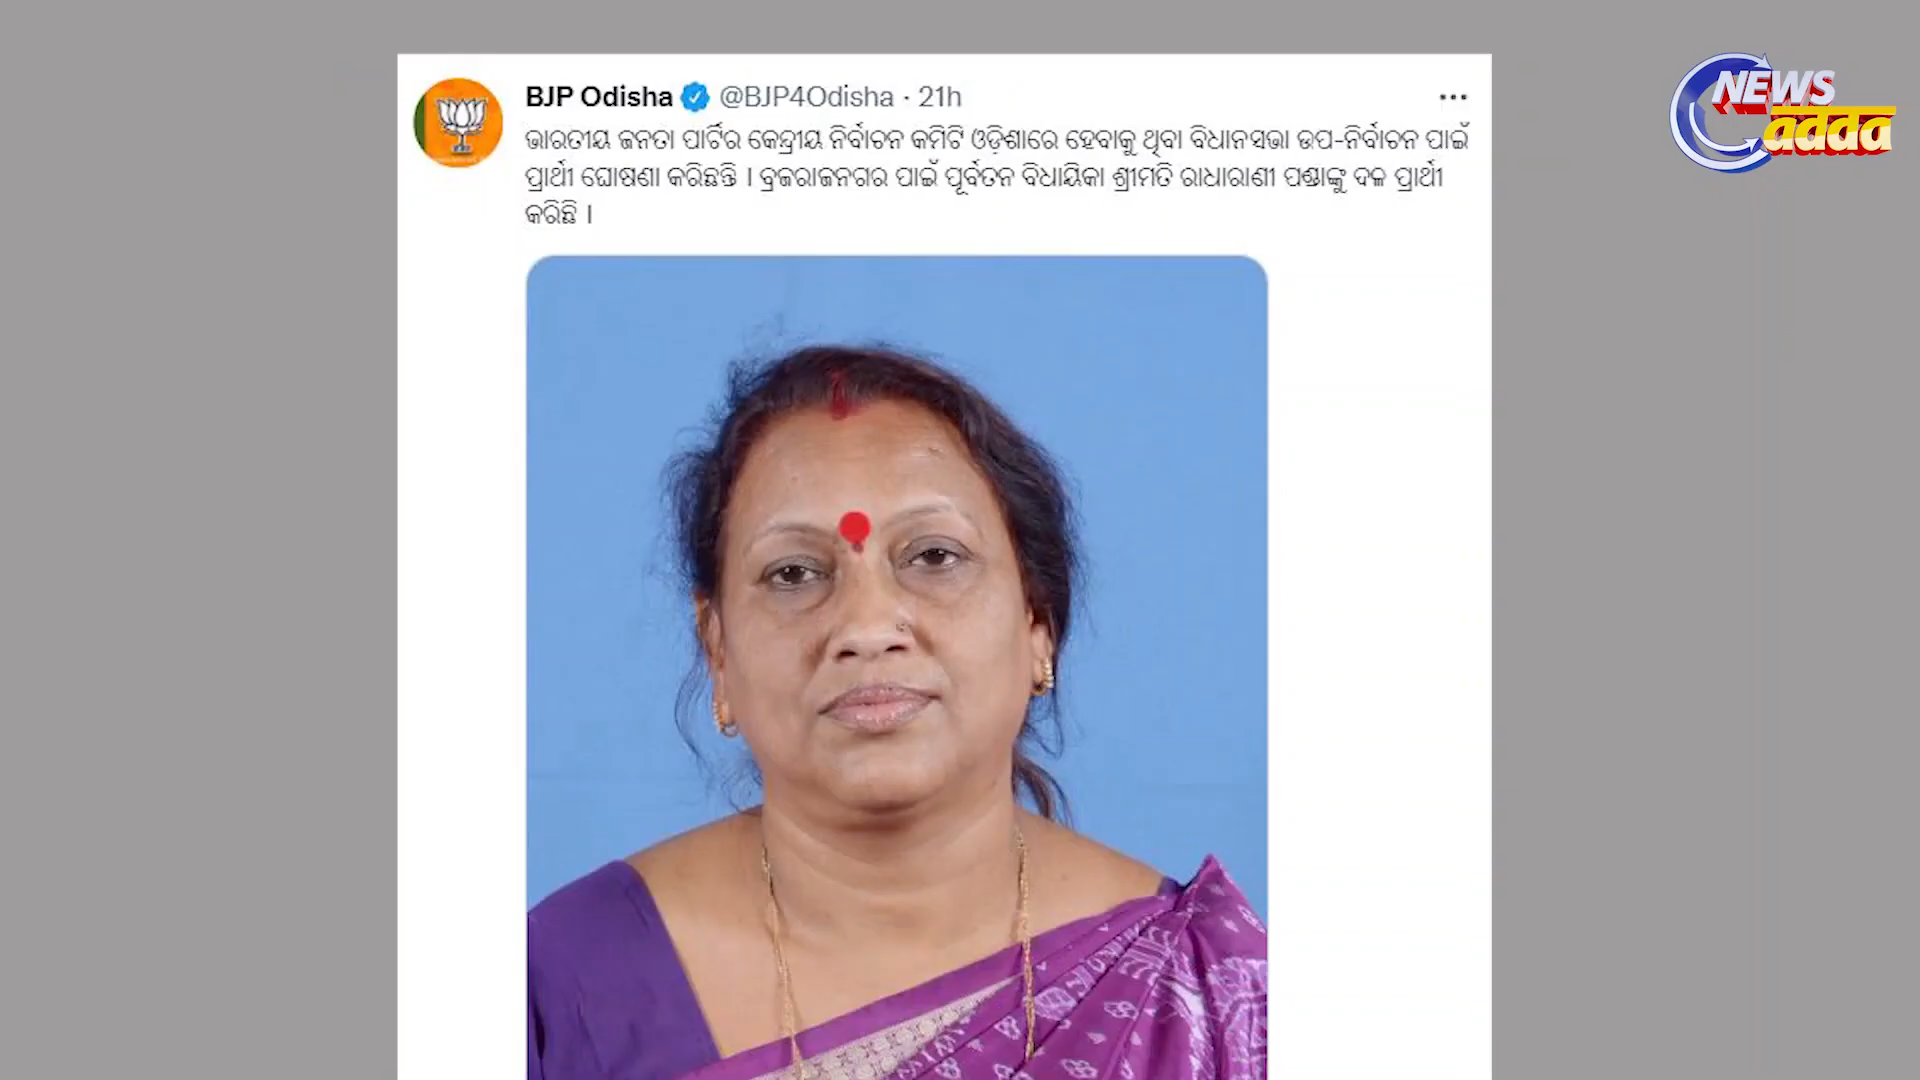 BJP Odisha @BJP4Odisha · 21h
ଭାରତୀୟ ଜନତା ପାର୍ଟିର କେନ୍ଦ୍ରୀୟ ନିର୍ବାଚନ କମିଟି ଓଡ଼ିଶାରେ ହେବାକୁ ଥିବା ବିଧାନସଭା ଉପ-ନିର୍ବାଚନ ପାଇଁ
ପ୍ରାର୍ଥୀ ଘୋଷଣା କରିଛନ୍ତି । ବ୍ରଜରାଜନଗର ପାଇଁ ପୂର୍ବତନ ବିଧାୟିକା ଶ୍ରୀମତି ରାଧାରାଣୀ ପଣ୍ଡାଙ୍କୁ ଦଳ ପ୍ରାର୍ଥୀ
କରିଛି ।
NEWS
addaa